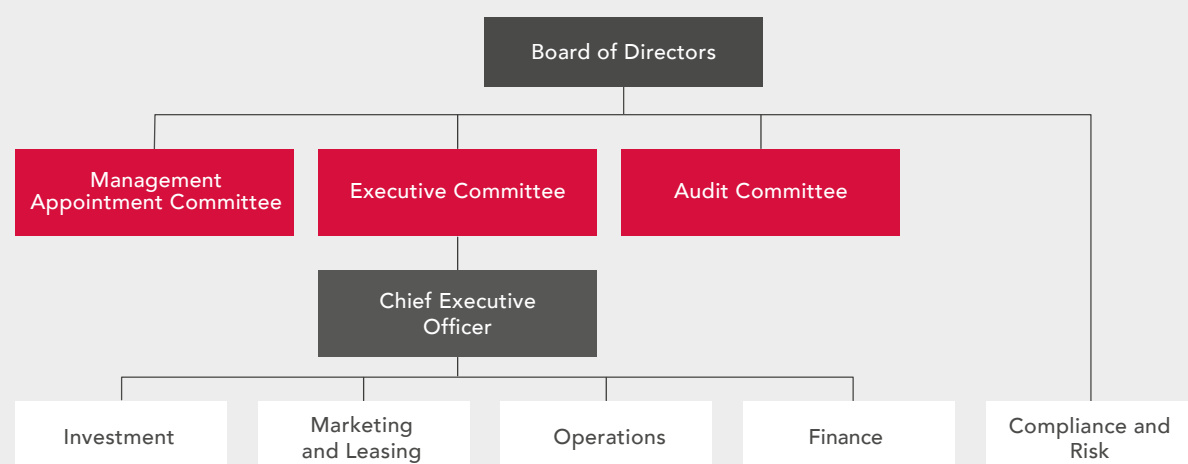 Board of Directors
Management
Appointment Committee
Executive Committee
Audit Committee
Chief Executive
Officer
Investment
Marketing
and Leasing
Operations
Finance
Compliance and
Risk